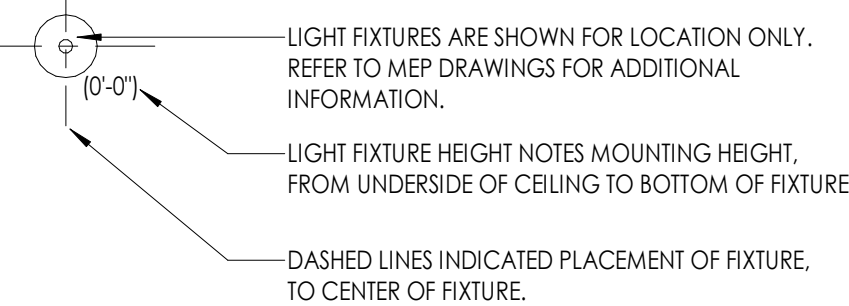 LIGHT FIXTURES ARE SHOWN FOR LOCATION ONLY.
REFER TO MEP DRAWINGS FOR ADDITIONAL
INFORMATION.
(0'-0")
LIGHT FIXTURE HEIGHT NOTES MOUNTING HEIGHT,
FROM UNDERSIDE OF CEILING TO BOTTOM OF FIXTURE
DASHED LINES INDICATED PLACEMENT OF FIXTURE,
TO CENTER OF FIXTURE.